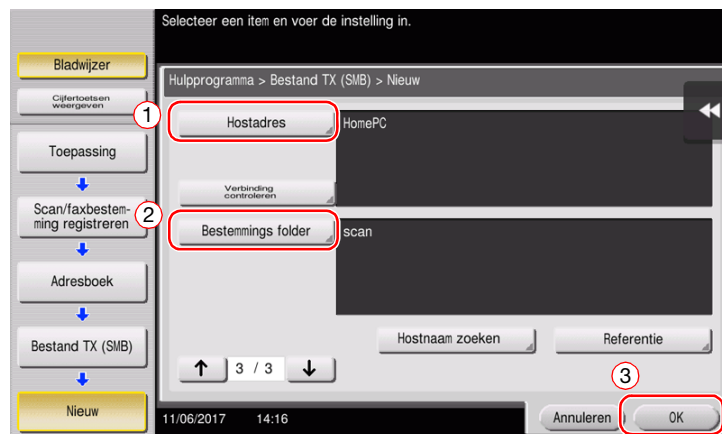 Selecteer een item en voer de instelling in.
Bladwijzer
Cijfertoetsen
weergeven
Toepassing
Scan/faxbestem-
ming registreren
Adresboek
Bestand TX (SMB)
Nieuw
Hulpprogramma > Bestand TX (SMB) > Nieuw
1
Hostadres
HomePC
Verbinding
controleren
2
Bestemmings folder
scan
Hostnaam zoeken
Referentie
↑ 3 / 3 ↓
3
11/06/2017 14:16
Annuleren
OK